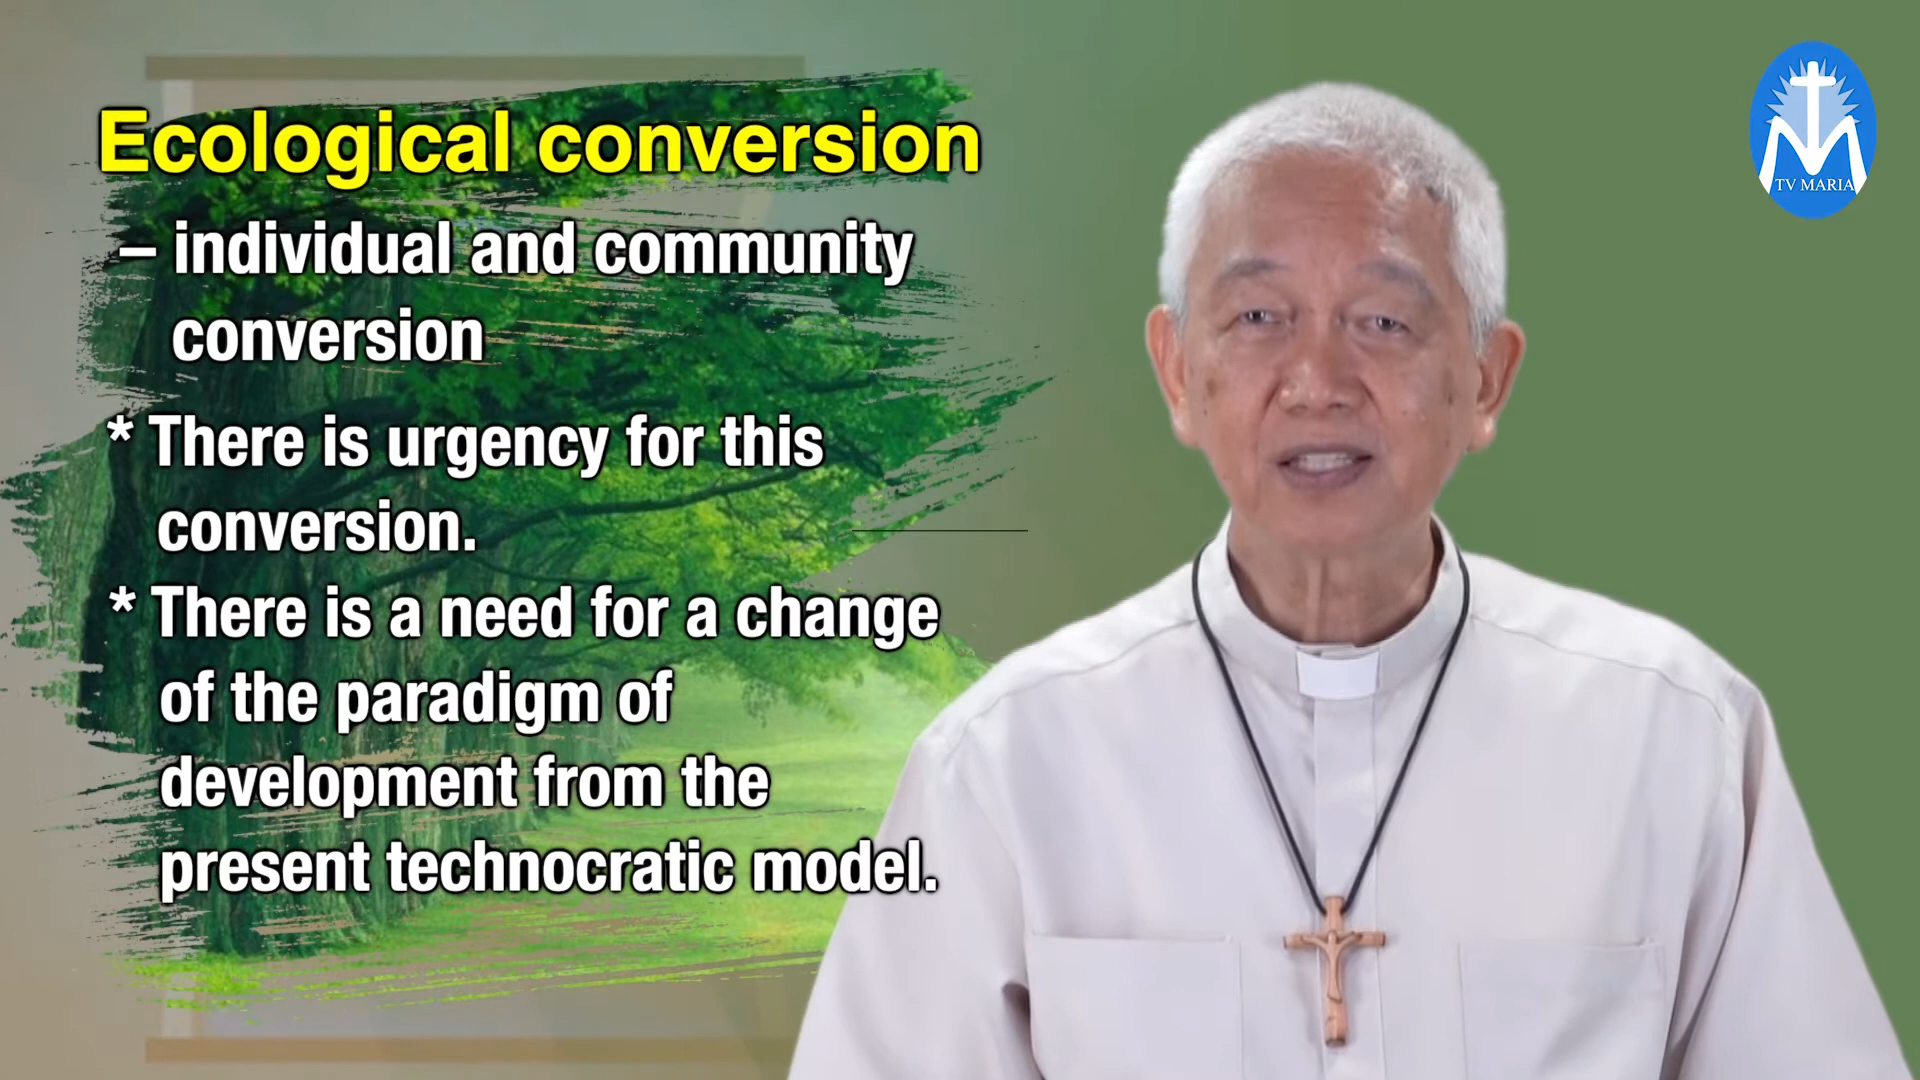 Ecological conversion
– individual and community
conversion
* There is urgency for this
conversion.
* There is a need for a change
of the paradigm of
development from the
present technocratic model.
TV MARIA